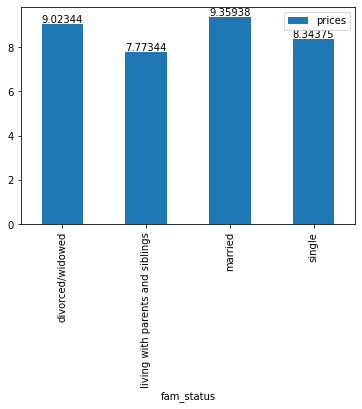 prices
9.02344
7.77344
9.35938
8.34375
8
6
4
2
0
divorced/widowed
living with parents and siblings
married
single
fam_status